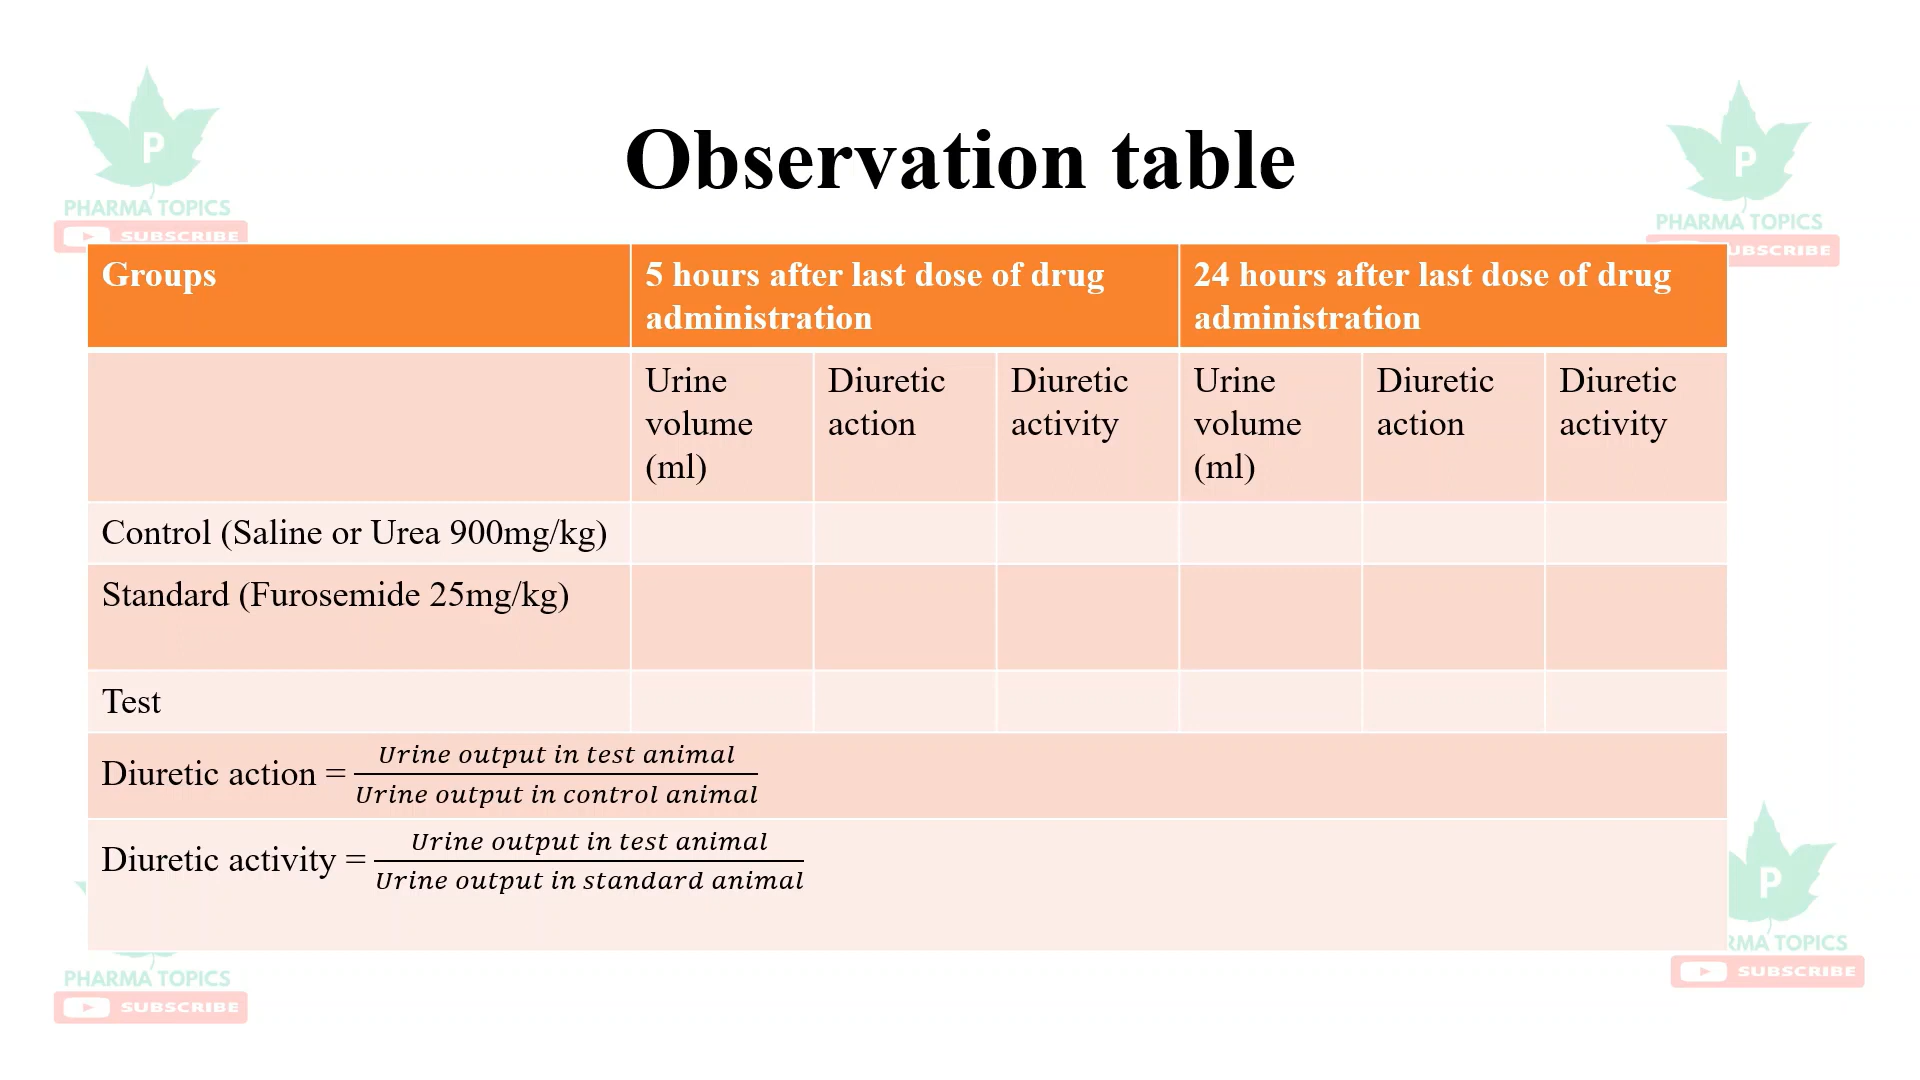 P
PHARMA TOPICS
SUBSCRIBE
P
PHARMA TOPICS
UBSCRIBE
Observation table
Groups
5 hours after last dose of drug
administration
24 hours after last dose of drug
administration
Urine
volume
(ml)
Diuretic
action
Diuretic
activity
Urine
volume
(ml)
Diuretic
action
Diuretic
activity
Control (Saline or Urea 900mg/kg)
Standard (Furosemide 25mg/kg)
Test
Diuretic action = Urine output in test animal
Urine output in control animal
Diuretic activity = Urine output in test animal
Urine output in standard animal
P
RMA TOPICS
SUBSCRIBE
PHARMA TOPICS
SUBSCRIBE